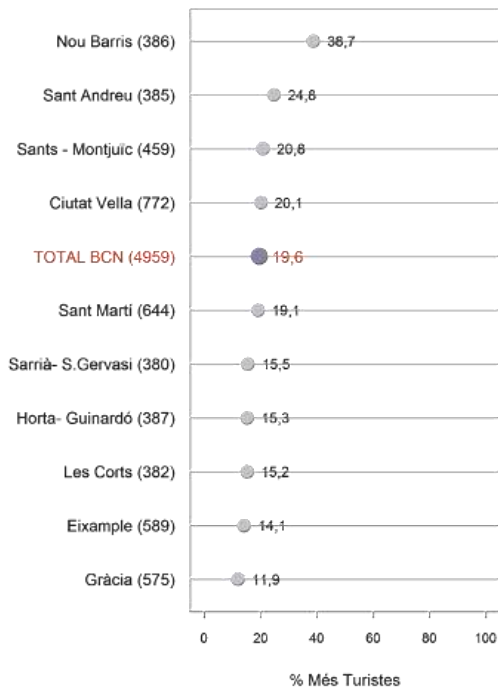 Nou Barris (386) 38,7
Sant Andreu (385) 24,8
Sants - Montjuïc (459) 20,8
Ciutat Vella (772) 20,1
TOTAL BCN (4959) 19,6
Sant Martí (644) 19,1
Sarrià- S.Gervasi (380) 15,5
Horta- Guinardó (387) 15,3
Les Corts (382) 15,2
Eixample (589) 14,1
Gràcia (575) 11,9
0 20 40 60 80 100
% Més Turistes